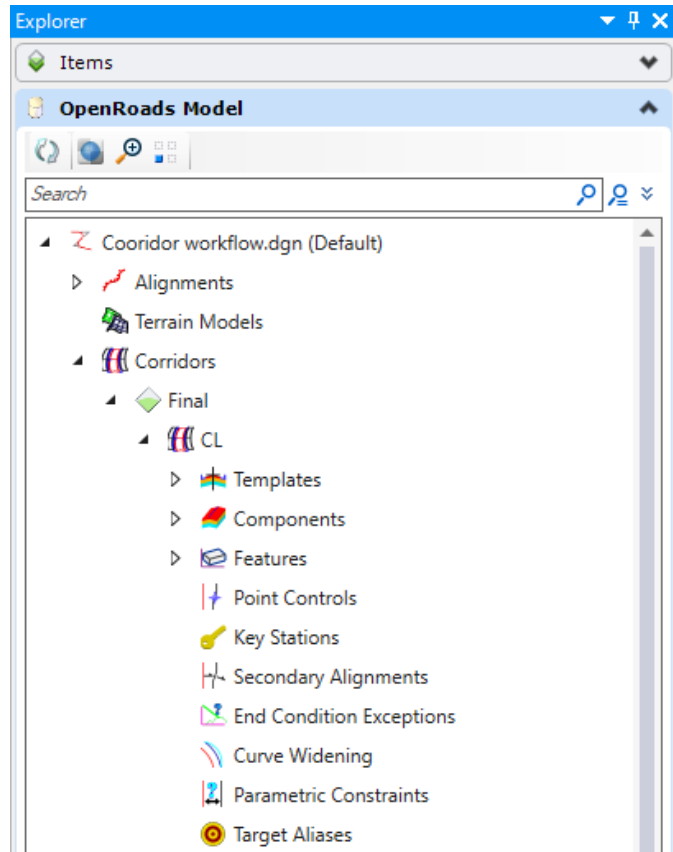 Explorer
Items
OpenRoads Model
Search
Cooridor workflow.dgn (Default)
Alignments
Terrain Models
Corridors
Final
CL
Templates
Components
Features
Point Controls
Key Stations
Secondary Alignments
End Condition Exceptions
Curve Widening
Parametric Constraints
Target Aliases